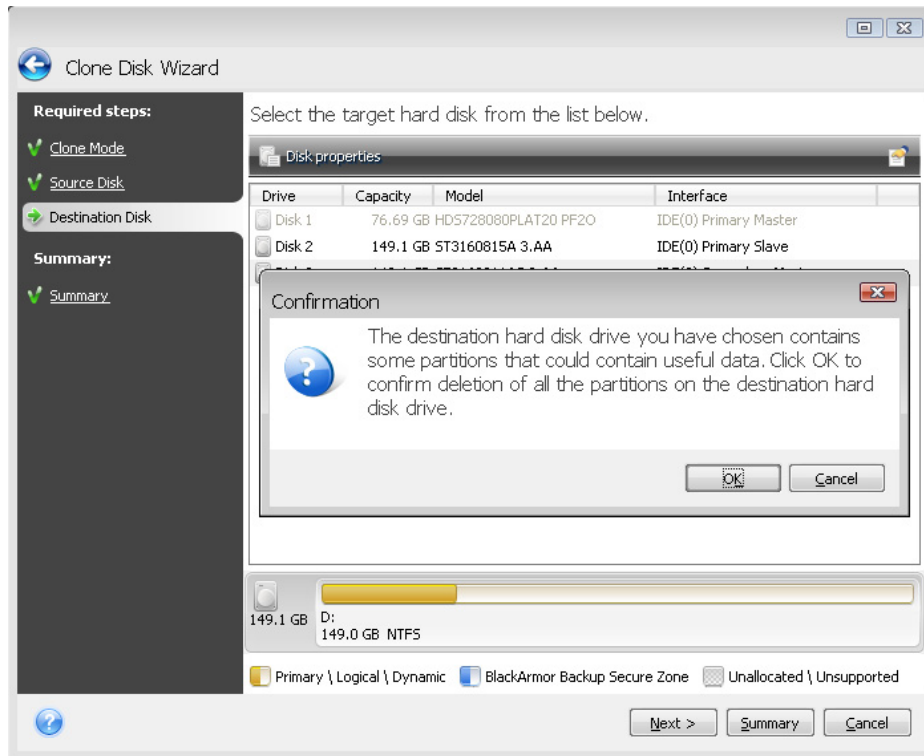 Clone Disk Wizard
Required steps:
Clone Mode
Source Disk
Destination Disk
Summary:
Summary
Select the target hard disk from the list below.
Disk properties
Drive Capacity Model Interface
Disk 1 76.69 GB HDS728080PLAT20 PF2O IDE(0) Primary Master
Disk 2 149.1 GB ST3160815A 3.AA IDE(0) Primary Slave
Confirmation
The destination hard disk drive you have chosen contains
some partitions that could contain useful data. Click OK to
confirm deletion of all the partitions on the destination hard
disk drive.
OK Cancel
149.1 GB D:
149.0 GB NTFS
Primary \ Logical \ Dynamic BlackArmor Backup Secure Zone Unallocated \ Unsupported
Next > Summary Cancel